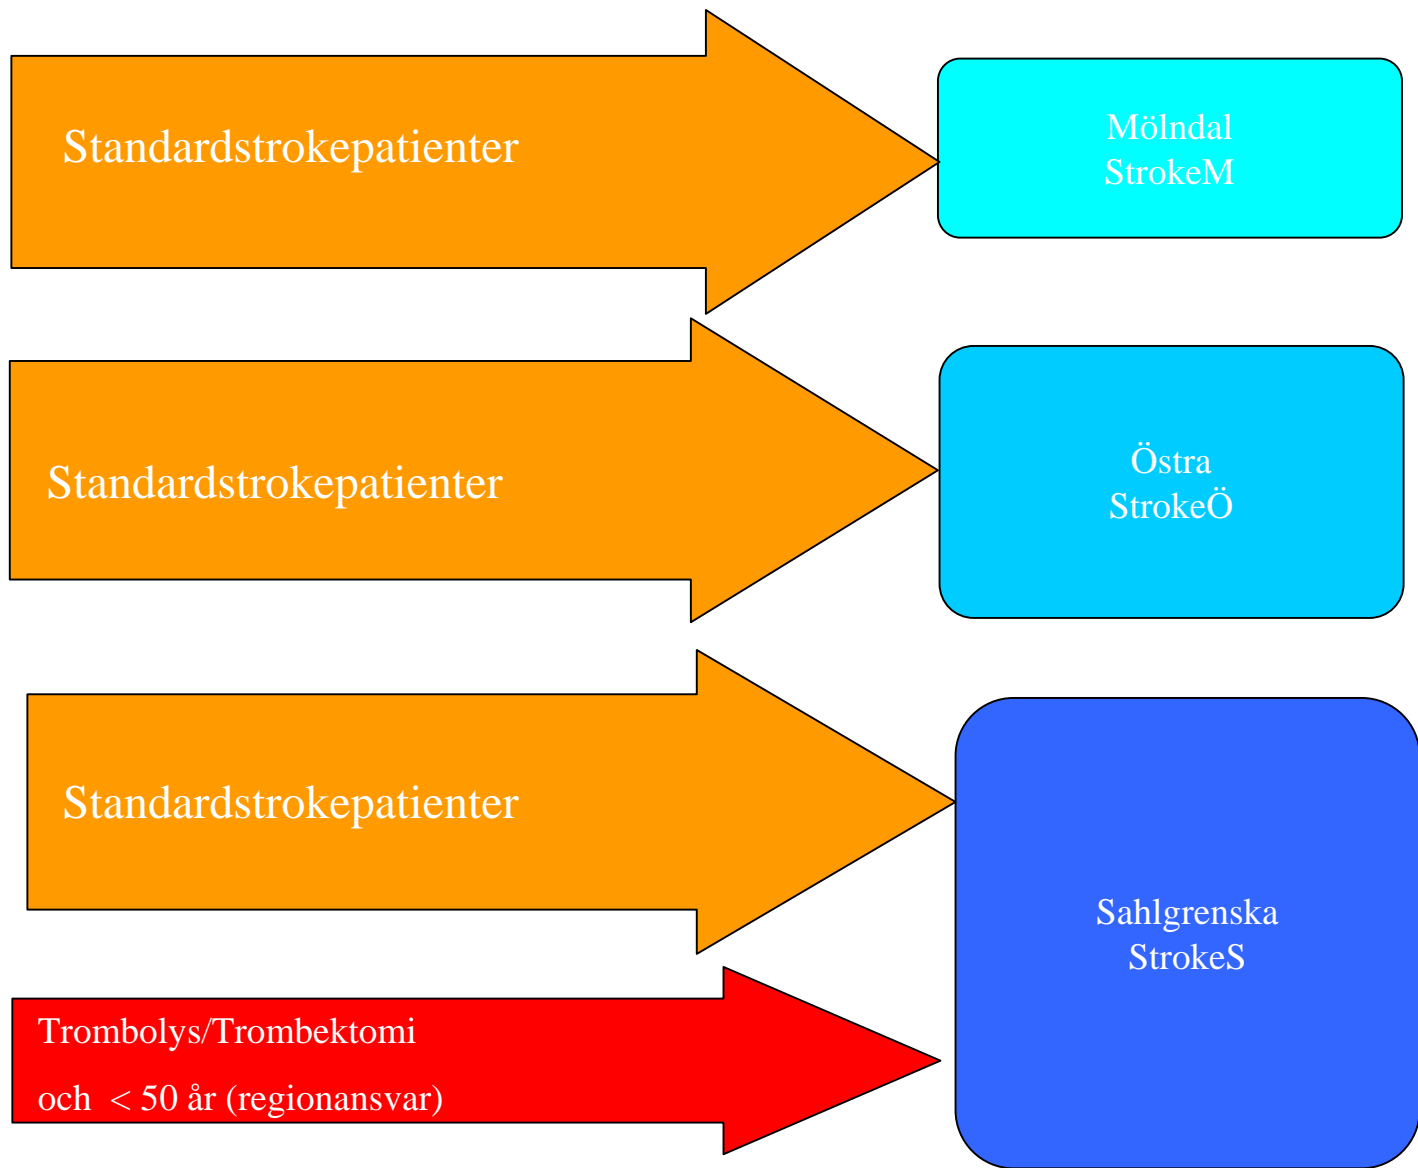 Standardstrokepatienter
Mölndal
StrokeM
Standardstrokepatienter
Östra
StrokeÖ
Standardstrokepatienter
Sahlgrenska
StrokeS
Trombolys/Trombektomi
och < 50 år (regionansvar)